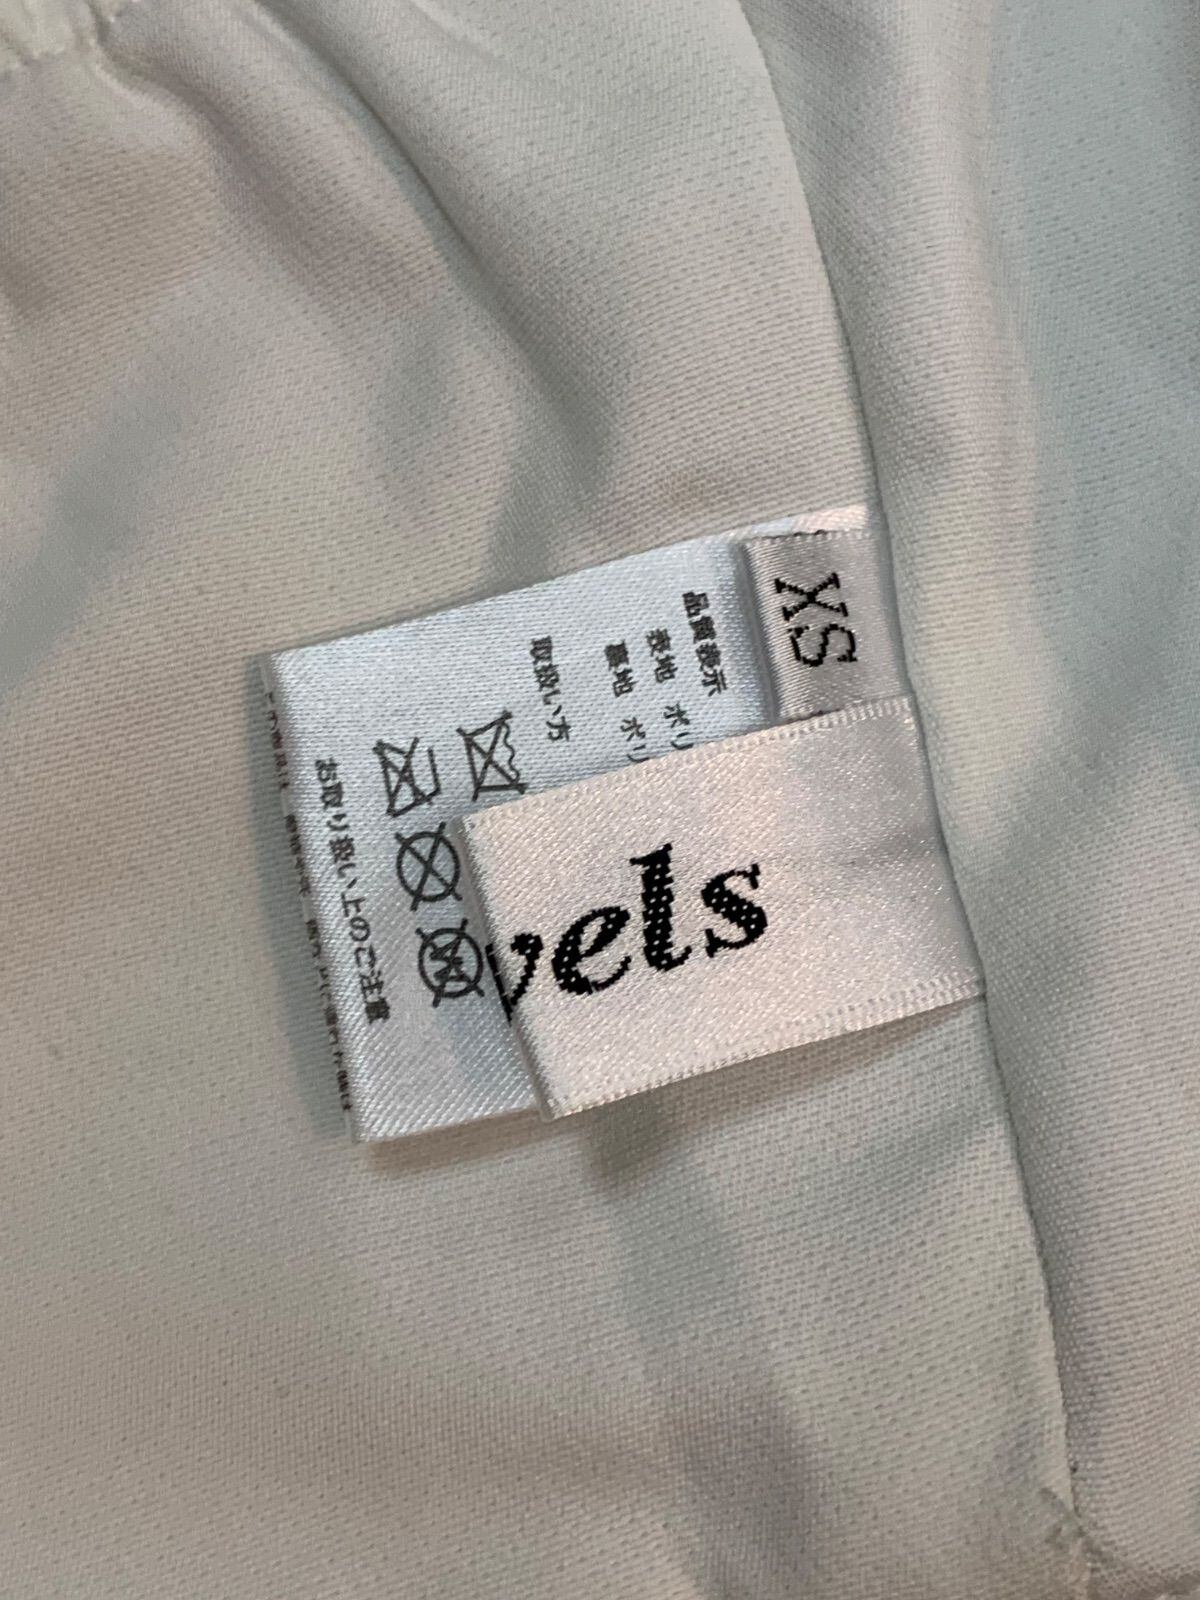 XS
品質表示
表地 ポリ
裏地 ポリ
取扱い方
お取り扱い上のご注意
vels